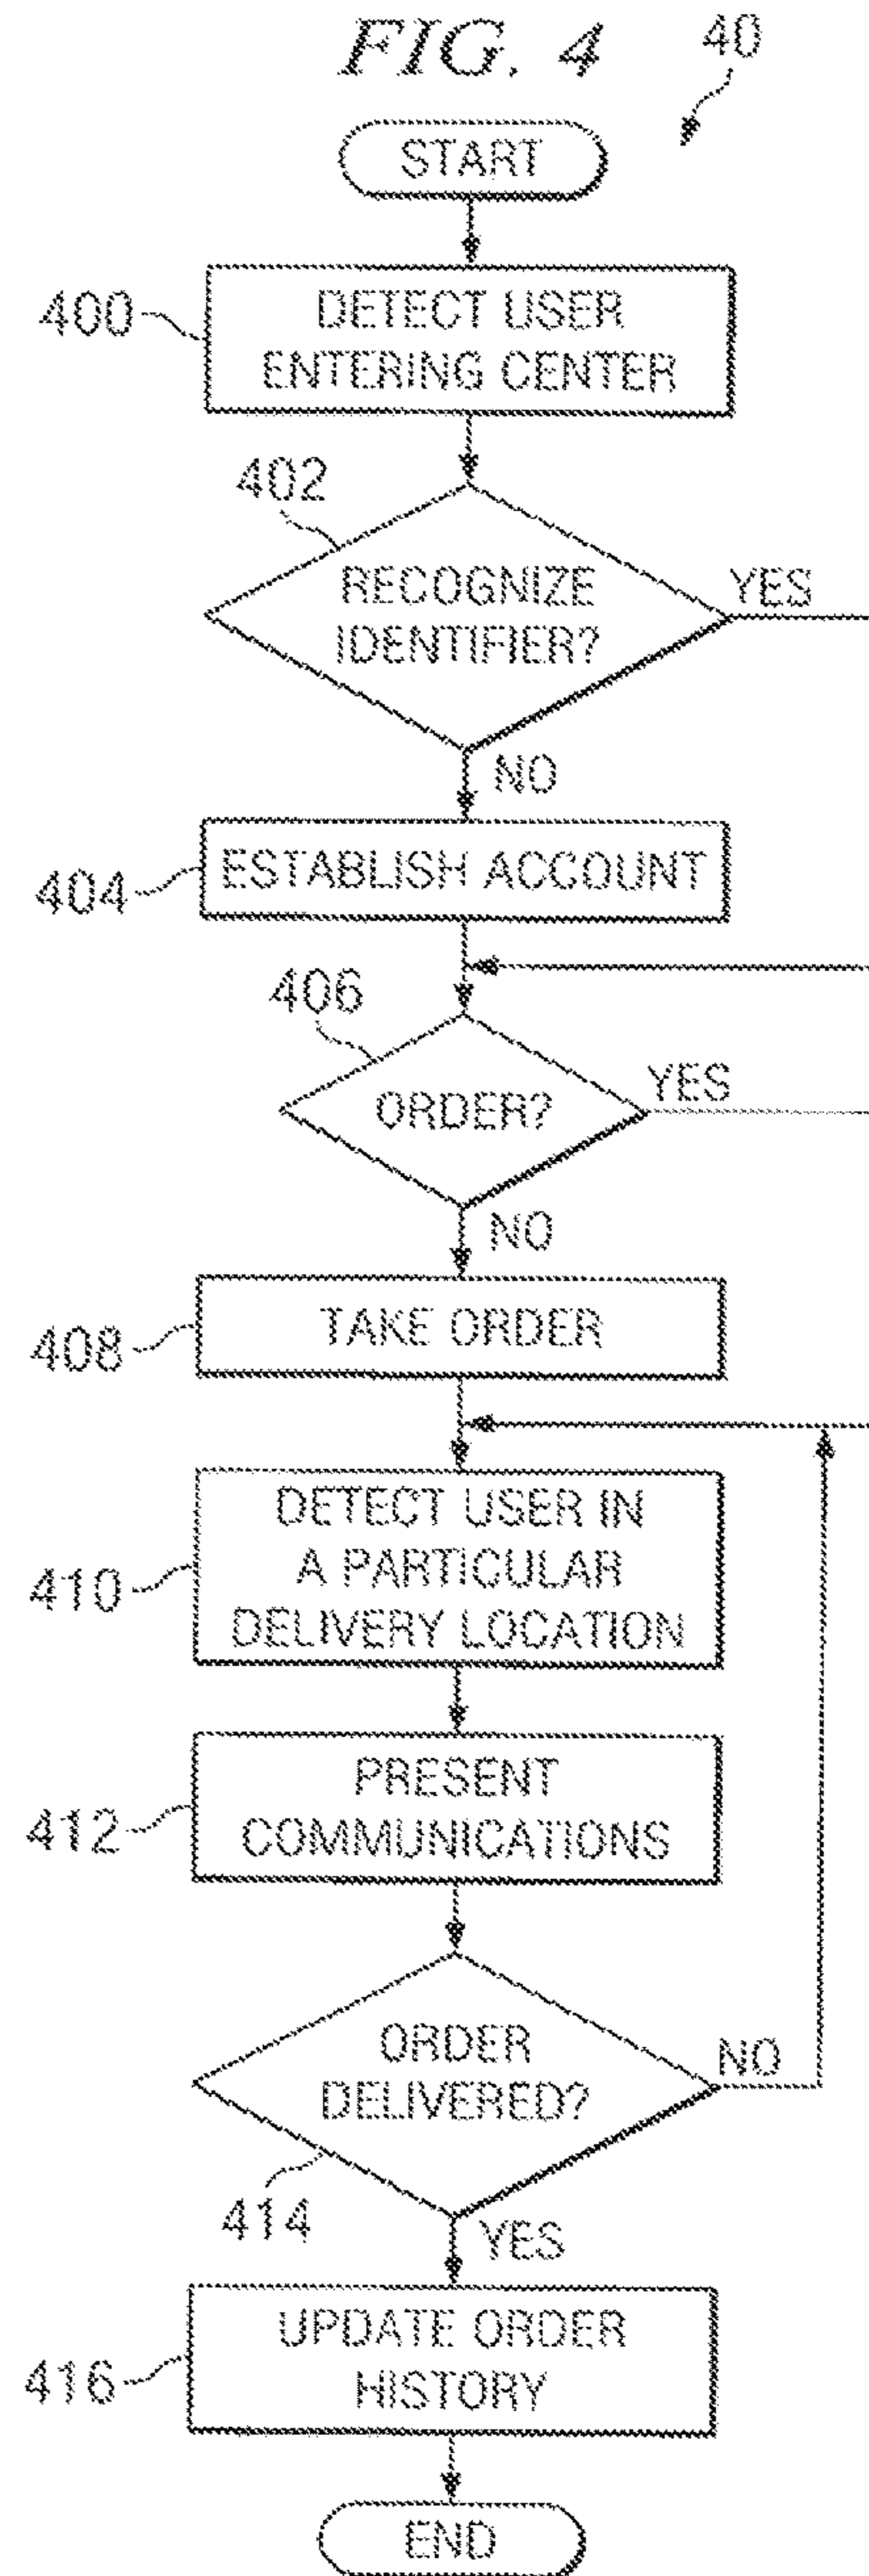 FIG. 4
40
START
400
DETECT USER
ENTERING CENTER
402
RECOGNIZE
IDENTIFIER?
YES
NO
404
ESTABLISH ACCOUNT
406
ORDER?
YES
NO
408
TAKE ORDER
410
DETECT USER IN
A PARTICULAR
DELIVERY LOCATION
412
PRESENT
COMMUNICATIONS
ORDER
DELIVERED?
NO
414
YES
416
UPDATE ORDER
HISTORY
END